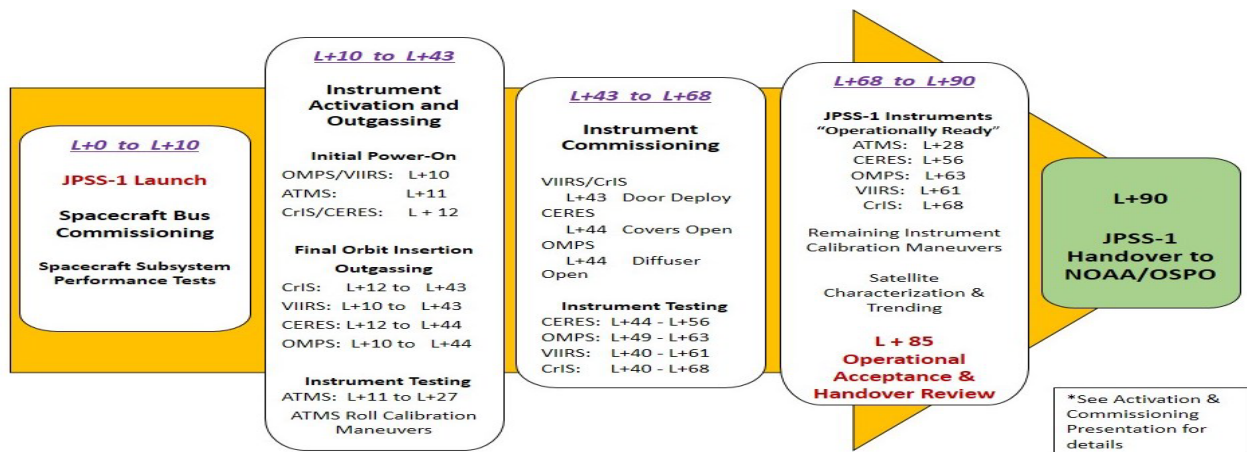 L+0 to L+10
JPSS-1 Launch
Spacecraft Bus
Commissioning
Spacecraft Subsystem
Performance Tests
L+10 to L+43
Instrument
Activation and
Outgassing
Initial Power-On
OMPS/VIIRS: L+10
ATMS: L+11
CrIS/CERES: L + 12
Final Orbit Insertion
Outgassing
CrIS: L+12 to L+43
VIIRS: L+10 to L+43
CERES: L+12 to L+44
OMPS: L+10 to L+44
Instrument Testing
ATMS: L+11 to L+27
ATMS Roll Calibration
Maneuvers
L+43 to L+68
Instrument
Commissioning
VIIRS/CrIS
L+43 Door Deploy
CERES
L+44 Covers Open
OMPS
L+44 Diffuser
Open
Instrument Testing
CERES: L+44 - L+56
OMPS: L+49 - L+63
VIIRS: L+40 - L+61
CrIS: L+40 - L+68
L+68 to L+90
JPSS-1 Instruments
“Operationally Ready”
ATMS: L+28
CERES: L+56
OMPS: L+63
VIIRS: L+61
CrIS: L+68
Remaining Instrument
Calibration Maneuvers
Satellite
Characterization &
Trending
L + 85
Operational
Acceptance &
Handover Review
L+90
JPSS-1
Handover to
NOAA/OSPO
*See Activation &
Commissioning
Presentation for
details